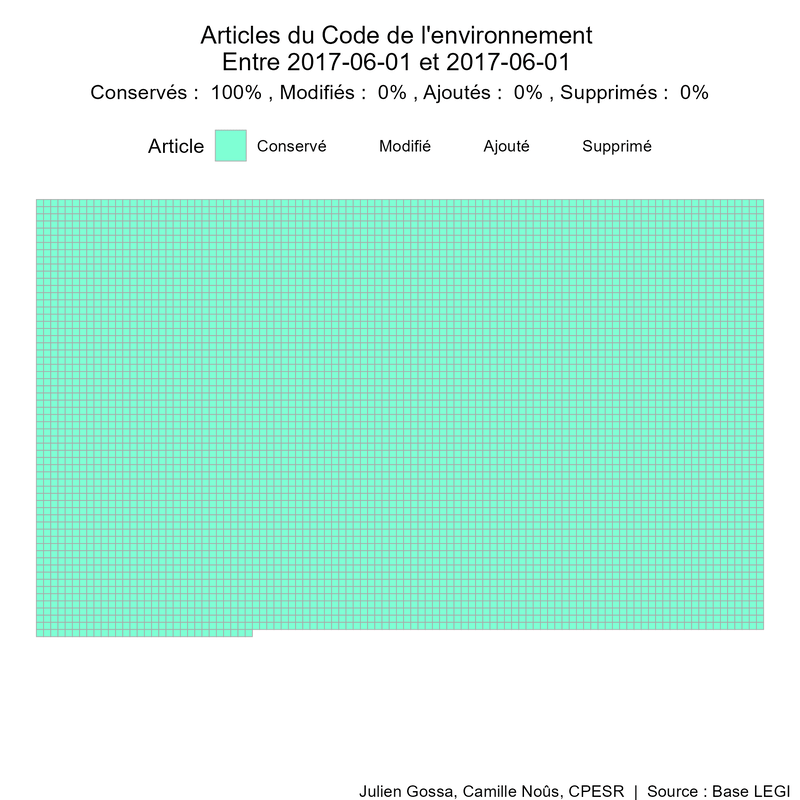 Articles du Code de l'environnement
Entre 2017-06-01 et 2017-06-01
Conservés :  100% , Modifiés :  0% , Ajoutés :  0% , Supprimés :  0%
Article Conservé Modifié Ajouté Supprimé
Julien Gossa, Camille Noûs, CPESR  |  Source : Base LEGI